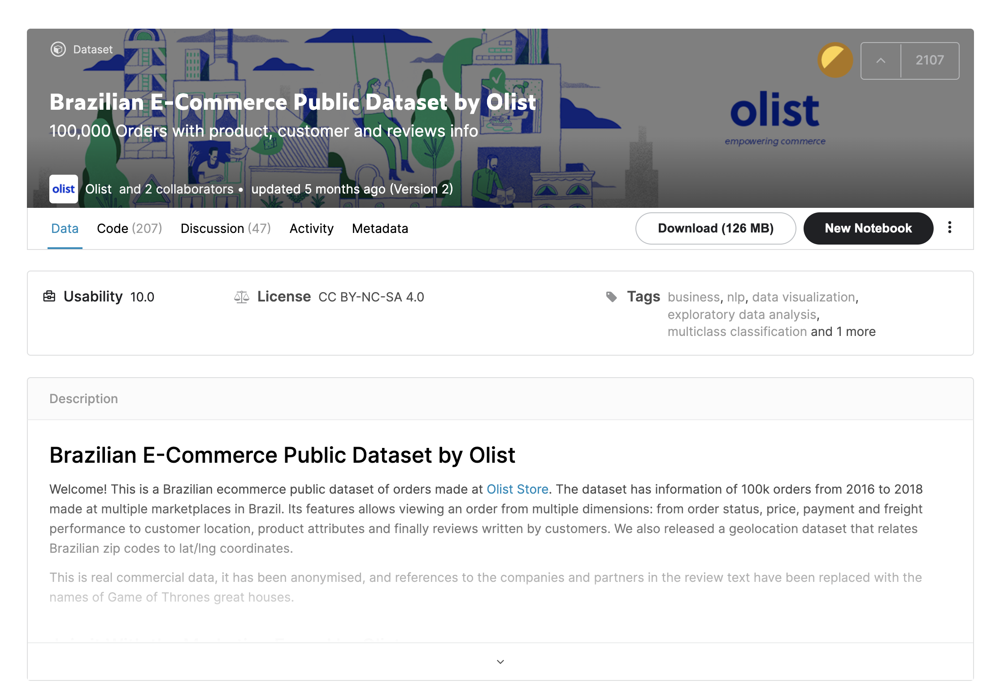 Dataset
2107
Brazilian E-Commerce Public Dataset by Olist
100,000 Orders with product, customer and reviews info
olist
empowering commerce
olist Olist and 2 collaborators • updated 5 months ago (Version 2)
Data Code (207) Discussion (47) Activity Metadata Download (126 MB) New Notebook
Usability 10.0 License CC BY-NC-SA 4.0 Tags business, nlp, data visualization,
exploratory data analysis,
multiclass classification and 1 more
Description
Brazilian E-Commerce Public Dataset by Olist
Welcome! This is a Brazilian ecommerce public dataset of orders made at Olist Store. The dataset has information of 100k orders from 2016 to 2018
made at multiple marketplaces in Brazil. Its features allows viewing an order from multiple dimensions: from order status, price, payment and freight
performance to customer location, product attributes and finally reviews written by customers. We also released a geolocation dataset that relates
Brazilian zip codes to lat/lng coordinates.
This is real commercial data, it has been anonymised, and references to the companies and partners in the review text have been replaced with the
names of Game of Thrones great houses.